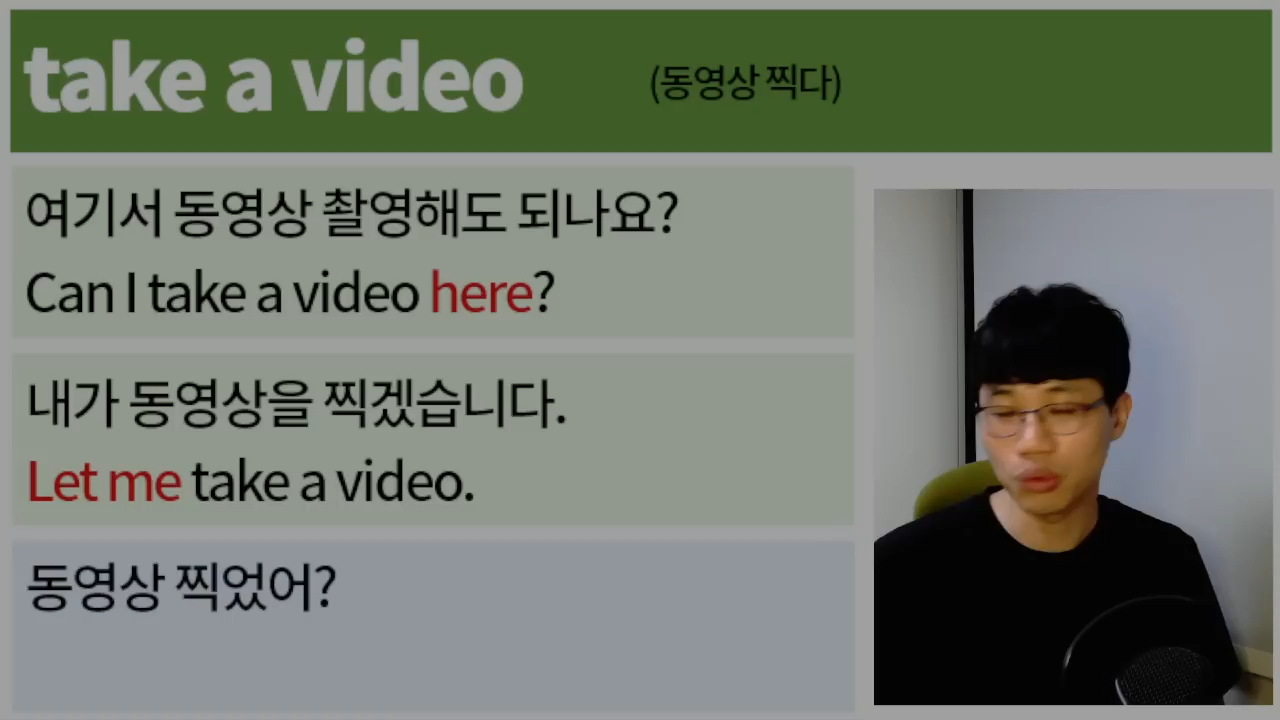 take a video (동영상 찍다)
여기서 동영상 촬영해도 되나요?
Can I take a video here?
내가 동영상을 찍겠습니다.
Let me take a video.
동영상 찍었어?